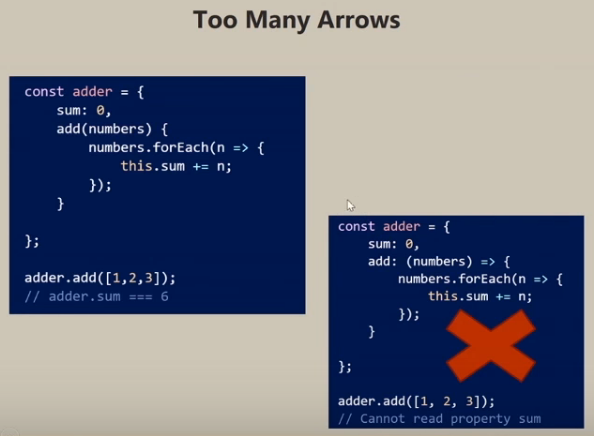 Too Many Arrows
const adder = {
sum: 0,
add(numbers) {
numbers.forEach(n => {
this.sum += n;
});
}
};
adder.add([1,2,3]);
// adder.sum === 6
const adder = {
sum: 0,
add: (numbers) => {
numbers.forEach(n => {
this.sum += n;
});
}
};
adder.add([1, 2, 3]);
// Cannot read property sum